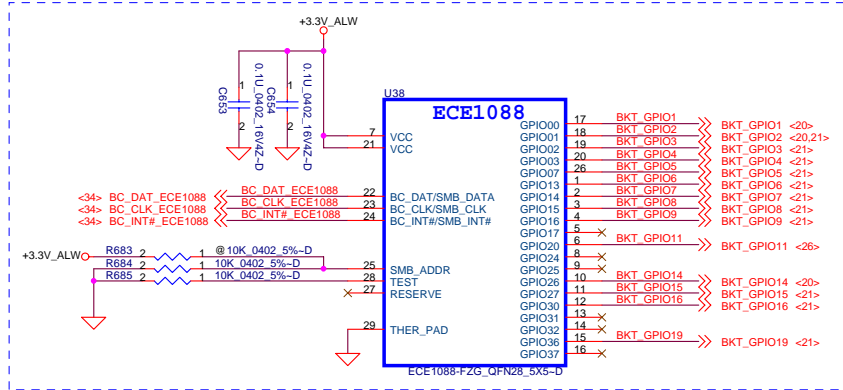 +3.3V_ALW
0.1U_0402_16V4Z~D
C653
1
2
0.1U_0402_16V4Z~D
C654
1
2
U38
ECE1088
7 VCC
21 VCC
<34> BC_DAT_ECE1088 BC_DAT_ECE1088 22 BC_DAT/SMB_DATA
<34> BC_CLK_ECE1088 BC_CLK_ECE1088 23 BC_CLK/SMB_CLK
<34> BC_INT#_ECE1088 BC_INT#_ECE1088 24 BC_INT#/SMB_INT#
+3.3V_ALW R683 2 1 @10K_0402_5%~D
R684 2 1 10K_0402_5%~D 25 SMB_ADDR
R685 2 1 10K_0402_5%~D 28 TEST
27 RESERVE
29 THER_PAD
GPIO00 17 BKT_GPIO1 BKT_GPIO1 <20>
GPIO01 18 BKT_GPIO2 BKT_GPIO2 <20,21>
GPIO02 19 BKT_GPIO3 BKT_GPIO3 <21>
GPIO03 20 BKT_GPIO4 BKT_GPIO4 <21>
GPIO07 26 BKT_GPIO5 BKT_GPIO5 <21>
GPIO13 1 BKT_GPIO6 BKT_GPIO6 <21>
GPIO14 2 BKT_GPIO7 BKT_GPIO7 <21>
GPIO15 3 BKT_GPIO8 BKT_GPIO8 <21>
GPIO16 4 BKT_GPIO9 BKT_GPIO9 <21>
GPIO17 5
GPIO20 6 BKT_GPIO11 BKT_GPIO11 <26>
GPIO24 8
GPIO25 9
GPIO26 10 BKT_GPIO14 BKT_GPIO14 <20>
GPIO27 11 BKT_GPIO15 BKT_GPIO15 <21>
GPIO30 12 BKT_GPIO16 BKT_GPIO16 <21>
GPIO31 13
GPIO32 14
GPIO36 15 BKT_GPIO19 BKT_GPIO19 <21>
GPIO37 16
ECE1088-FZG_QFN28_5X5~D